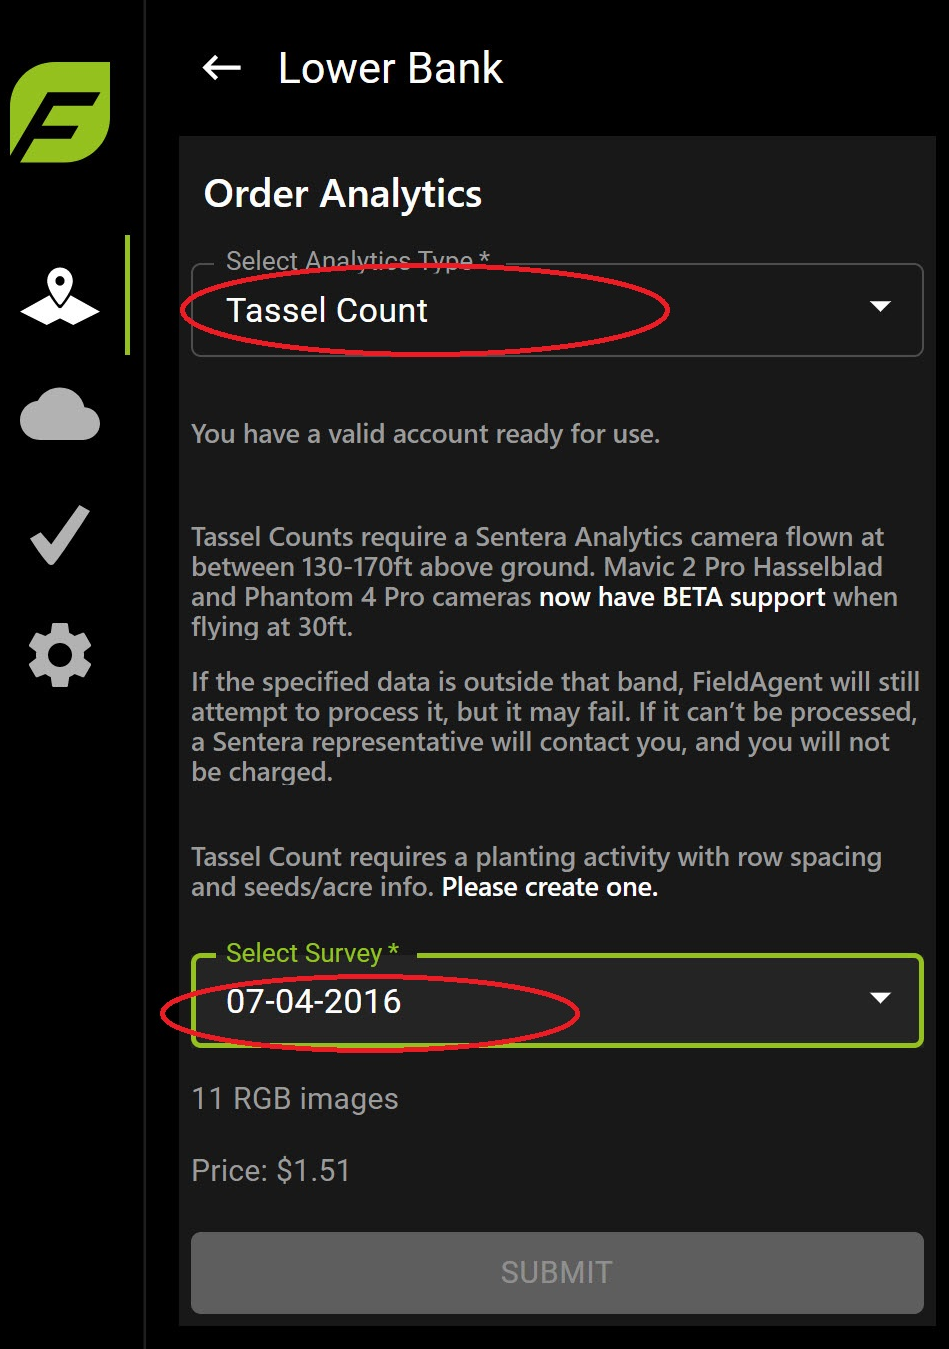 Lower Bank
Order Analytics
Select Analytics Type *
Tassel Count
You have a valid account ready for use.
Tassel Counts require a Sentera Analytics camera flown at
between 130-170ft above ground. Mavic 2 Pro Hasselblad
and Phantom 4 Pro cameras now have BETA support when
flying at 30ft.
If the specified data is outside that band, FieldAgent will still
attempt to process it, but it may fail. If it can’t be processed,
a Sentera representative will contact you, and you will not
be charged.
Tassel Count requires a planting activity with row spacing
and seeds/acre info. Please create one.
Select Survey *
07-04-2016
11 RGB images
Price: $1.51
SUBMIT